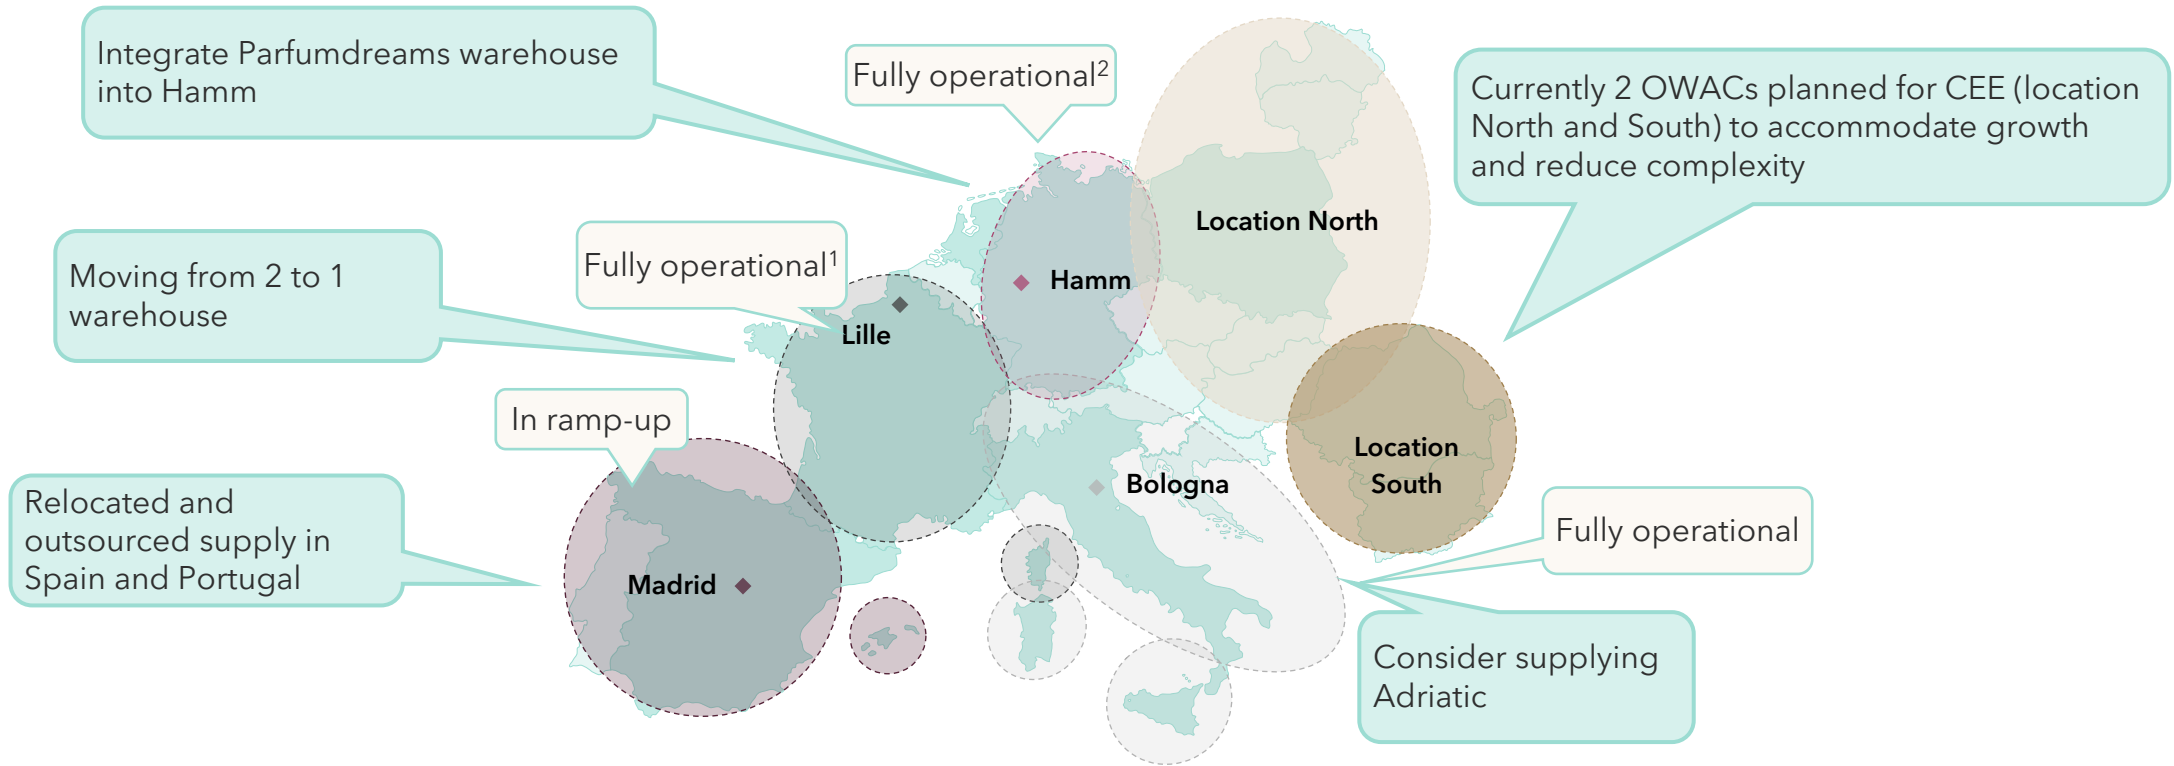 Integrate Parfumdreams warehouse
into Hamm
Fully operational²
Currently 2 OWACs planned for CEE (location
North and South) to accommodate growth
and reduce complexity
Location North
Fully operational¹
Moving from 2 to 1
warehouse
Hamm
Lille
In ramp-up
Location
South
Bologna
Relocated and
outsourced supply in
Spain and Portugal
Fully operational
Madrid
Consider supplying
Adriatic